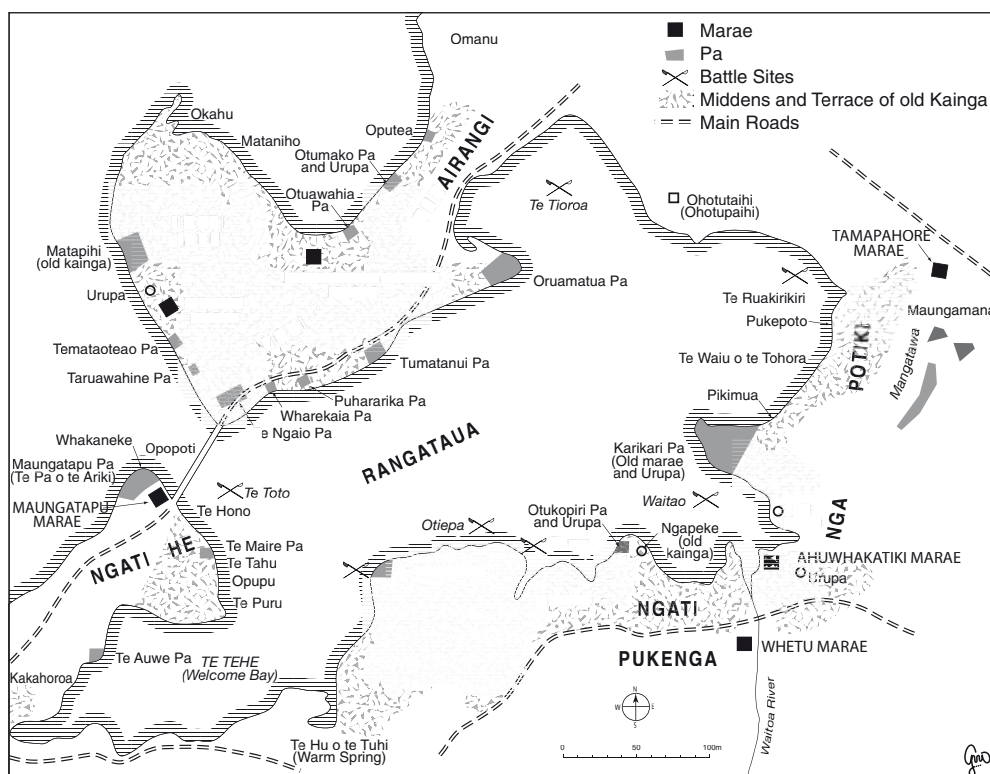 Omanu
Marae
Pa
Battle Sites
Middens and Terrace of old Kainga
Main Roads
Okahu
Mataniho
Oputea
Otumako Pa
and Urupa
Otuawahia
Pa
AIRANGI
Te Tioroa
Ohotutaihi
(Ohotupaihi)
TAMAPAHORE
MARAE
Matapihi
(old kainga)
Urupa
Oruamatua Pa
Te Ruakirikiri
Pukepoto
Maungamana
Mangatawa
POTIKI
Tematoateao Pa
Taruawahine Pa
Tumatanui Pa
Te Waiu o te Tohora
Puhararika Pa
Wharekaia Pa
e Ngaio Pa
Pikimua
Whakaneke
Opopoti
Maungatapu Pa
(Te Pa o te Ariki)
MAUNGATAPU
MARAE
RANGATAUA
Karikari Pa
(Old marae
and Urupa)
Te Toto
Te Hono
Waitao
Otukopiri Pa
and Urupa
Otiepa
Ngapeke
(old
kainga)
NGA
NGATI HE
Te Maire Pa
Te Tahu
Opupu
Te Puru
AHUWHAKATIKI MARAE
Urupa
NGATI
PUKENGA
WHETU MARAE
Te Auwe Pa
TE TEHE
(Welcome Bay)
Kakahoroa
Waitoa River
N
W E
S
Te Hu o te Tuhi
(Warm Spring)
0 50 100m